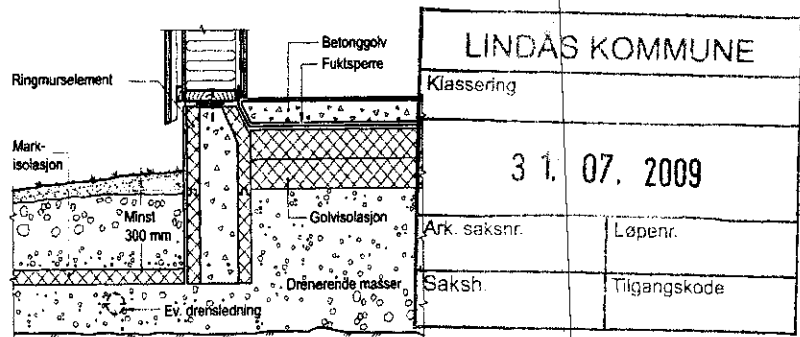 Betonggolv
Fuktsperre
Ringmurselement
Mark-
isolasjon
Minst
300 mm
Golvisolasjon
Drenerende masser
Ev. drensledning
LINDÅS KOMMUNE
Klassering
31. 07. 2009
Ark. saksnr.
Løpenr.
Saksh.
Tilgangskode